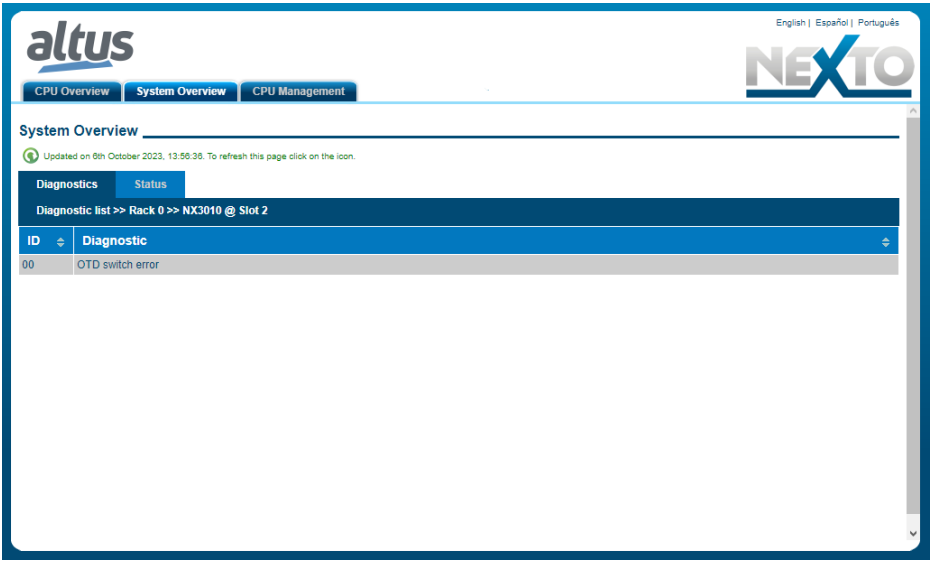 English | Español | Português
altus
NEXTO
CPU Overview System Overview CPU Management
System Overview
Updated on 6th October 2023, 13:56:36. To refresh this page click on the icon.
Diagnostics Status
Diagnostic list >> Rack 0 >> NX3010 @ Slot 2
ID Diagnostic
00 OTD switch error